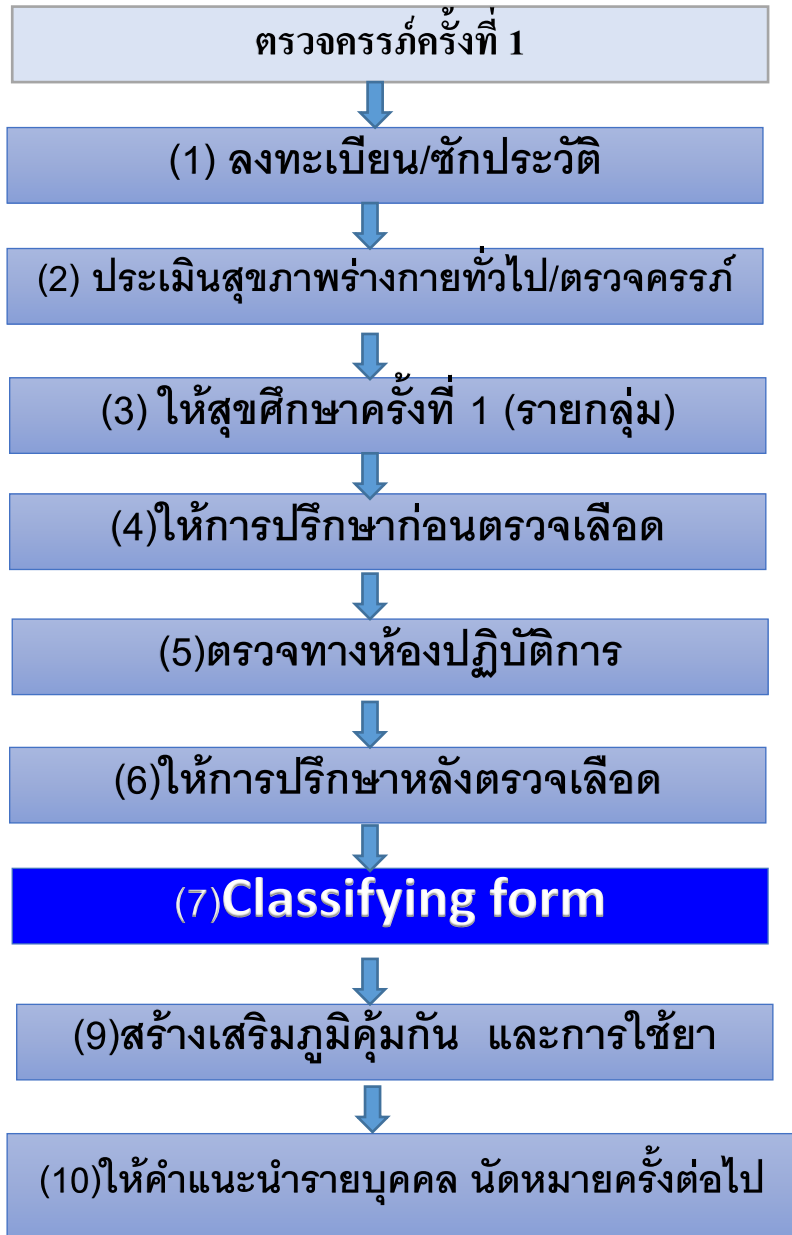 ตรวจครรภ์ครั้งที่ 1
(1) ลงทะเบียน/ซักประวัติ
(2) ประเมินสุขภาพร่างกายทั่วไป/ตรวจครรภ์
(3) ให้สุขศึกษาครั้งที่ 1 (รายกลุ่ม)
(4)ให้การปรึกษาก่อนตรวจเลือด
(5)ตรวจทางห้องปฏิบัติการ
(6)ให้การปรึกษาหลังตรวจเลือด
(7)Classifying form
(9)สร้างเสริมภูมิคุ้มกัน และการใช้ยา
(10)ให้คำแนะนำรายบุคคล นัดหมายครั้งต่อไป